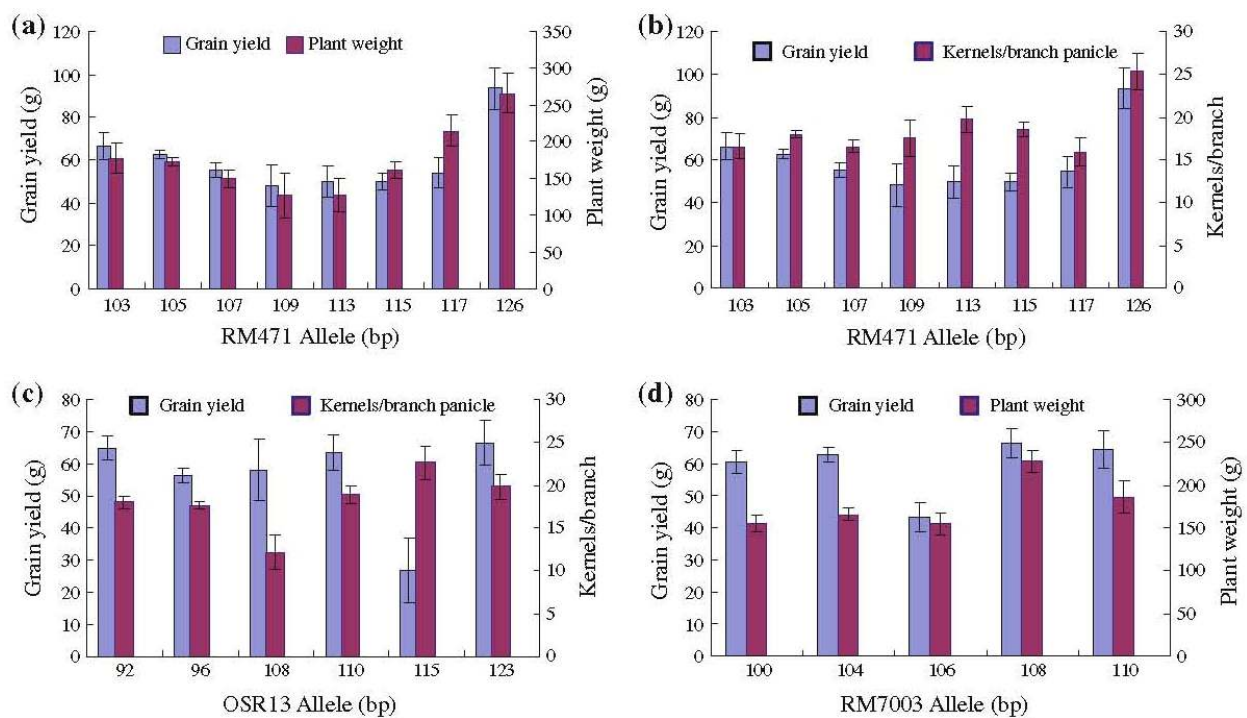 (a)
Grain yield
Plant weight
120
100
80
60
40
20
0
Grain yield (g)
350
300
250
200
150
100
50
0
Plant weight (g)
103 105 107 109 113 115 117 126
RM471 Allele (bp)
(b)
Grain yield
Kernels/branch panicle
120
100
80
60
40
20
0
Grain yield (g)
30
25
20
15
10
5
0
Kernels/branch
103 105 107 109 113 115 117 126
RM471 Allele (bp)
(c)
Grain yield
Kernels/branch panicle
80
70
60
50
40
30
20
10
0
Grain yield (g)
30
25
20
15
10
5
0
Kernels/branch
92 96 108 110 115 123
OSR13 Allele (bp)
(d)
Grain yield
Plant weight
80
70
60
50
40
30
20
10
0
Grain yield (g)
300
250
200
150
100
50
0
Plant weight (g)
100 104 106 108 110
RM7003 Allele (bp)